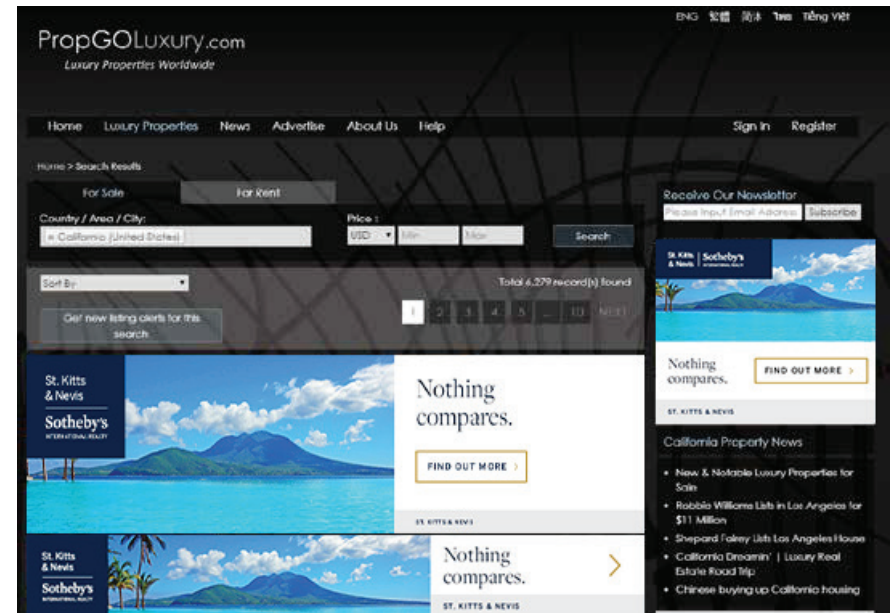 ENG 繁體 简体 ไทย Tiếng Việt
PropGOLuxury.com
Luxury Properties Worldwide
Home Luxury Properties News Advertise About Us Help Sign In Register
Home > Search Results
For Sale For Rent
Country / Area / City:
Price :
× California (United States)
USD Min Max Search
Sort By
Total 6,279 record(s) found
Get new listing alerts for this
search
1 2 3 4 5 ... 10 NEXT
Receive Our Newsletter
Please Input Email Address Subscribe
St. Kitts
& Nevis
Sotheby's
INTERNATIONAL REALTY
Nothing
compares.
FIND OUT MORE >
ST. KITTS & NEVIS
St. Kitts
& Nevis
Sotheby's
INTERNATIONAL REALTY
Nothing
compares.
FIND OUT MORE >
ST. KITTS & NEVIS
California Property News
New & Notable Luxury Properties for
Sale
Robbie Williams Lists in Los Angeles for
$11 Million
Shepard Fairey Lists Los Angeles House
California Dreamin' | Luxury Real
Estate Road Trip
Chinese buying up California housing
St. Kitts
& Nevis
Sotheby's
Nothing
compares.
ST. KITTS & NEVIS